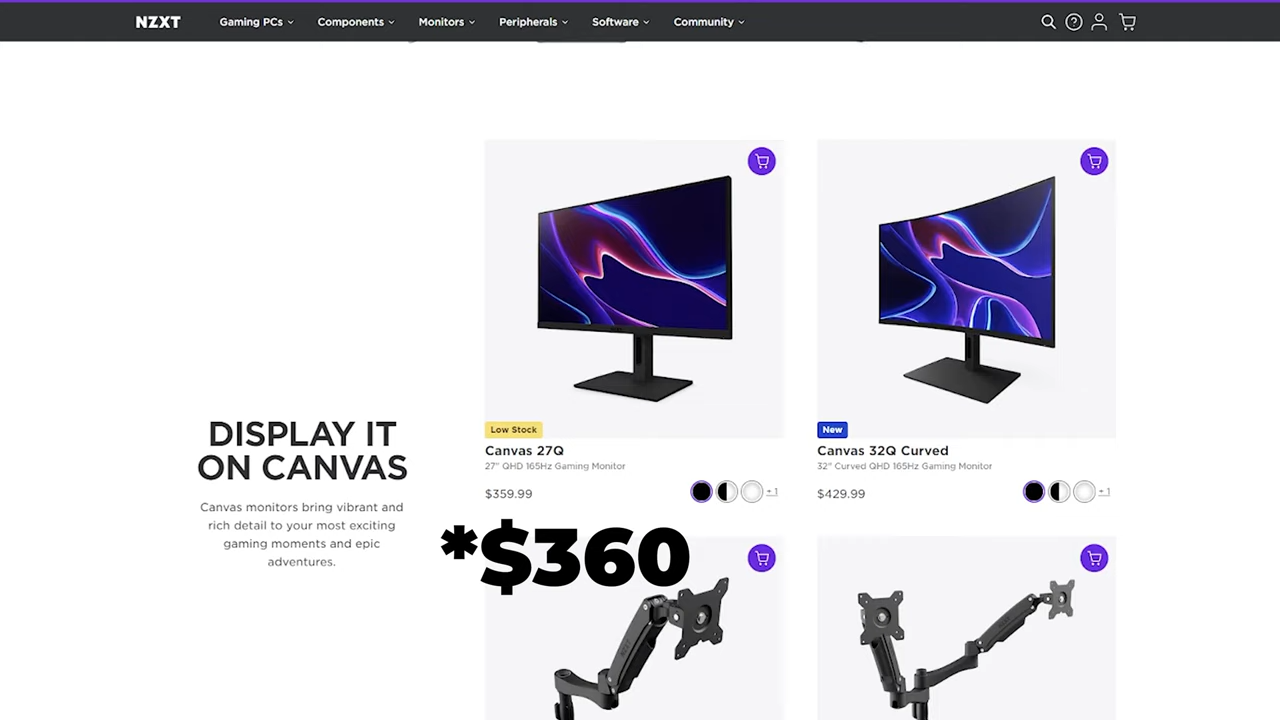 NZXT
Gaming PCs
Components
Monitors
Peripherals
Software
Community
DISPLAY IT
ON CANVAS
Canvas monitors bring vibrant and
rich detail to your most exciting
gaming moments and epic
adventures.
Low Stock
Canvas 27Q
27" QHD 165Hz Gaming Monitor
$359.99
+ 1
New
Canvas 32Q Curved
32" Curved QHD 165Hz Gaming Monitor
$429.99
+ 1
*$360
NZXT